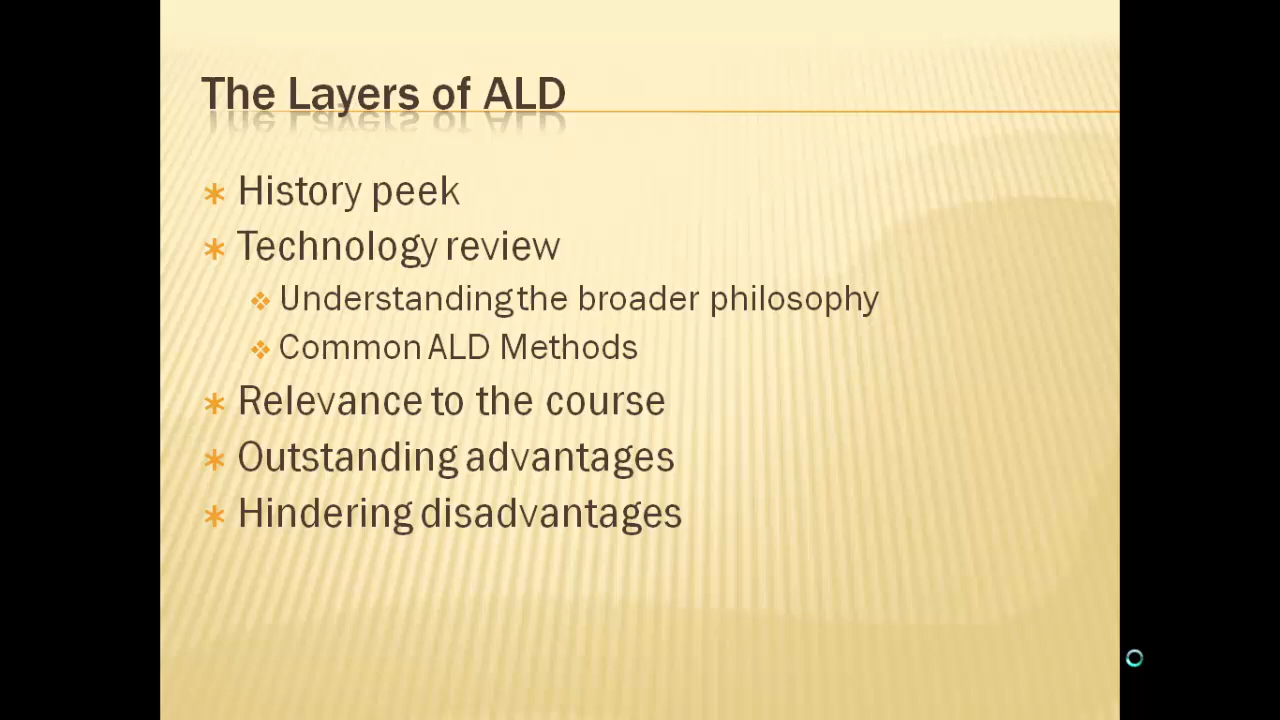 The Layers of ALD
History peek
Technology review
Understanding the broader philosophy
Common ALD Methods
Relevance to the course
Outstanding advantages
Hindering disadvantages